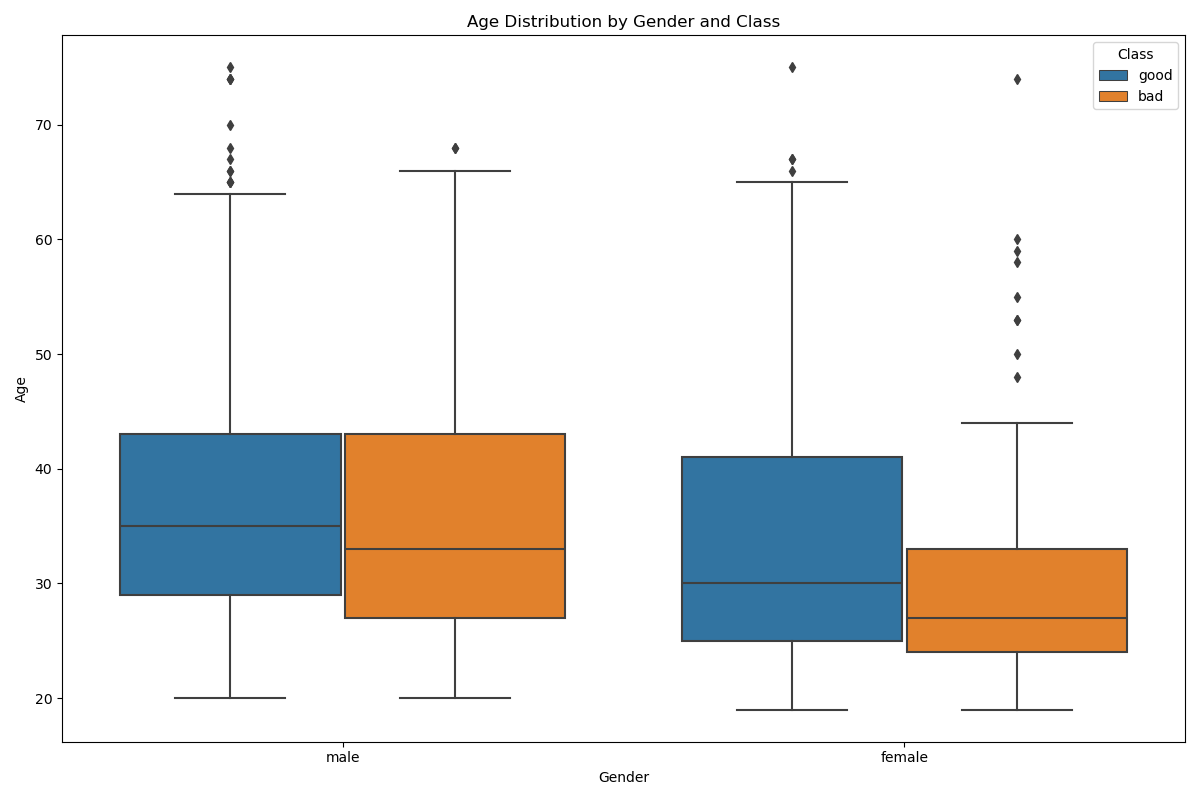 Age Distribution by Gender and Class
Class
good
bad
70
60
50
40
30
20
Age
male
female
Gender